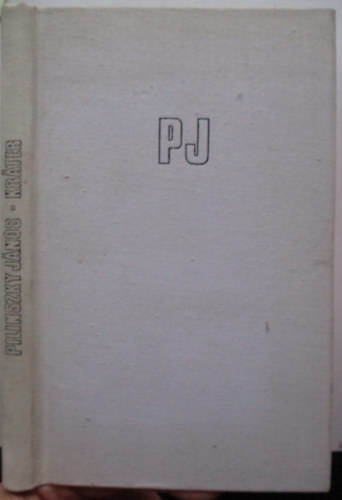 PJ
PILINSZKY JÁNOS • KRÁTER